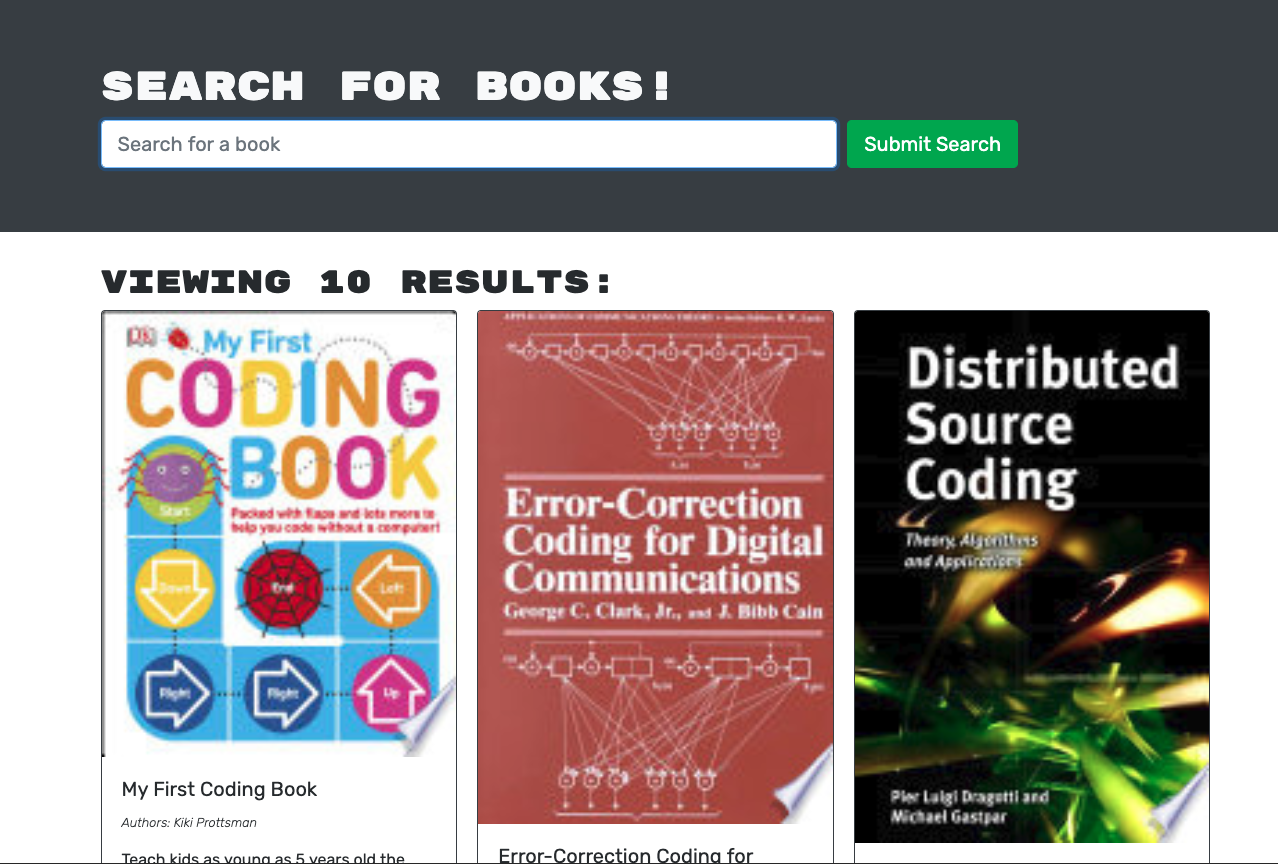 SEARCH FOR BOOKS!
Search for a book
Submit Search
VIEWING 10 RESULTS:
DK
My First
CODING
BOOK
Start
Packed with flaps and lots more to
help you code without a computer!
Down
End
Left
Right
Right
Up
My First Coding Book
Authors: Kiki Prottsman
Teach kids as young as 5 years old the
APPLICATIONS OF COMMUNICATIONS THEORY • Series Editor: R. W. Lucky
Error-Correction
Coding for Digital
Communications
George C. Clark, Jr., and J. Bibb Cain
Error-Correction Coding for
Distributed
Source
Coding
Theory, Algorithms
and Applications
Pier Luigi Dragotti and
Michael Gastpar